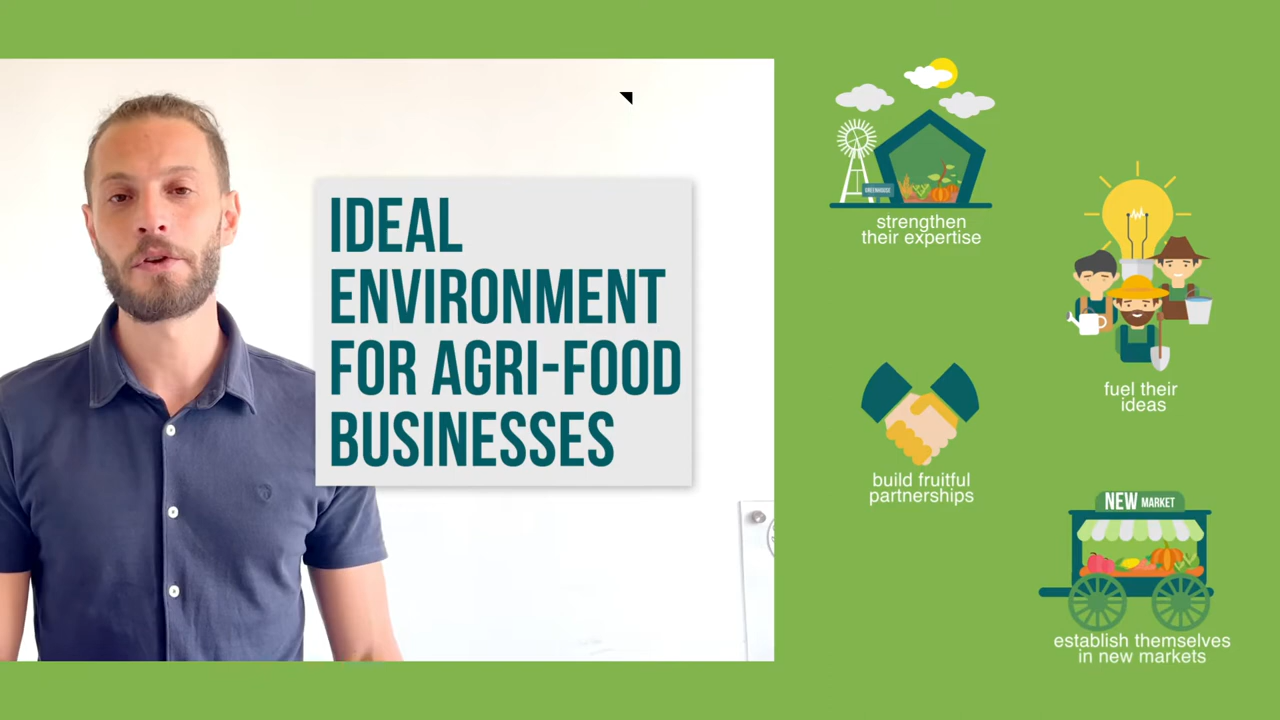 IDEAL
ENVIRONMENT
FOR AGRI-FOOD
BUSINESSES
GREENHOUSE
strengthen
their expertise
fuel their
ideas
build fruitful
partnerships
NEW MARKET
establish themselves
in new markets